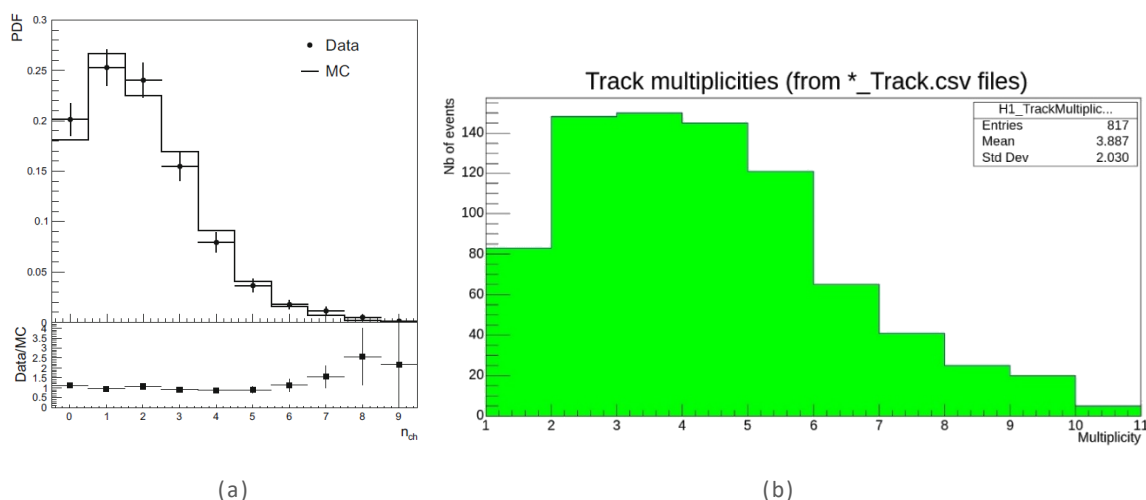 PDF
0.3
0.25
0.2
0.15
0.1
0.05
0
Data
MC
Data/MC
4
3.5
3
2.5
2
1.5
1
0.5
0
0 1 2 3 4 5 6 7 8 9
n_ch
(a)
Track multiplicities (from *_Track.csv files)
Nb of events
140
120
100
80
60
40
20
0
H1_TrackMultiplic...
Entries 817
Mean 3.887
Std Dev 2.030
1 2 3 4 5 6 7 8 9 10 11
Multiplicity
(b)